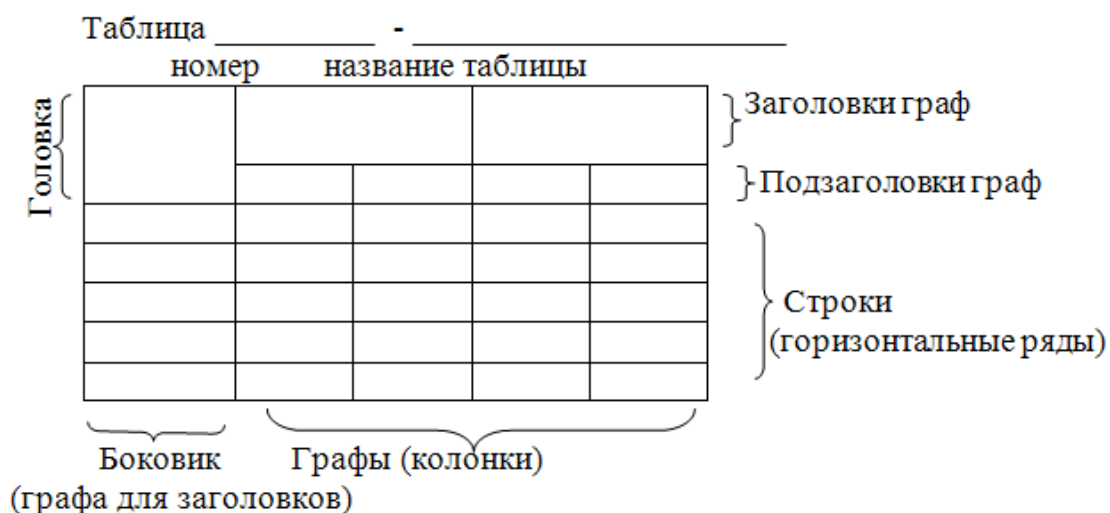 Таблица __________ - ______________________
номер название таблицы
Головка
Заголовки граф
Подзаголовки граф
Строки
(горизонтальные ряды)
Боковик
(графа для заголовков)
Графы (колонки)